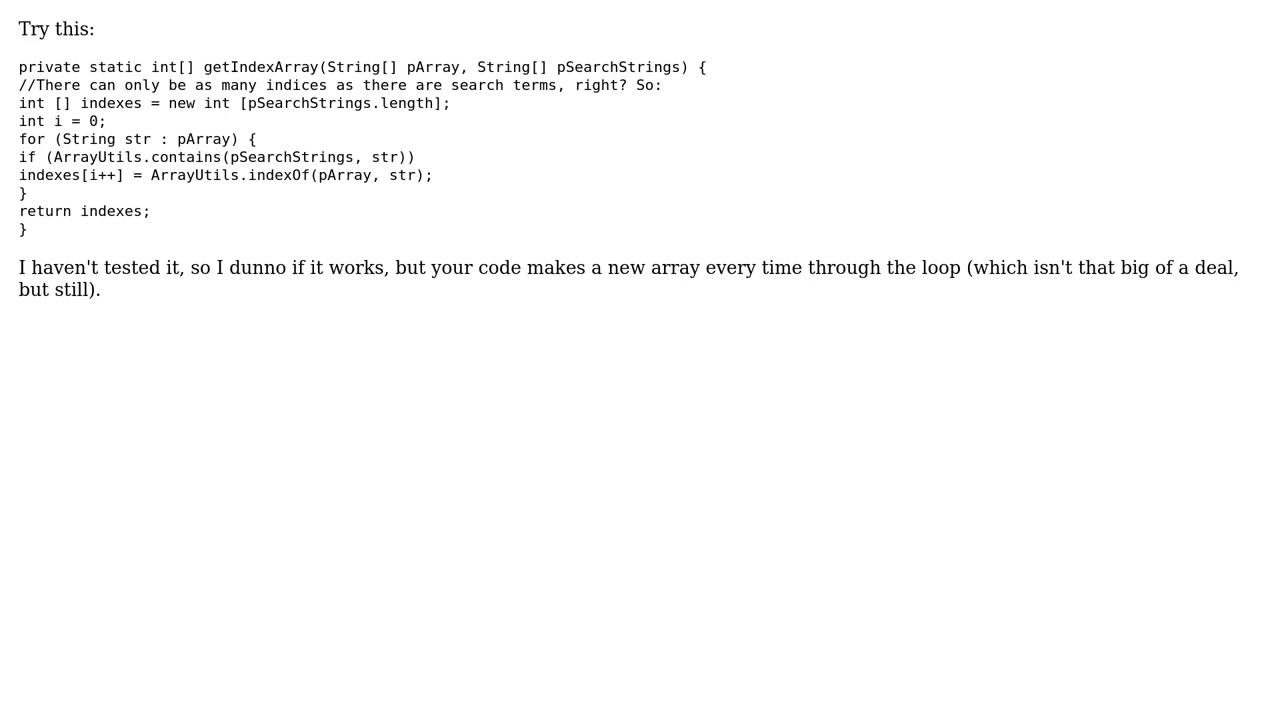 Try this:
private static int[] getIndexArray(String[] pArray, String[] pSearchStrings) {
//There can only be as many indices as there are search terms, right? So:
int [] indexes = new int [pSearchStrings.length];
int i = 0;
for (String str : pArray) {
if (ArrayUtils.contains(pSearchStrings, str))
indexes[i++] = ArrayUtils.indexOf(pArray, str);
}
return indexes;
}
I haven't tested it, so I dunno if it works, but your code makes a new array every time through the loop (which isn't that big of a deal,
but still).